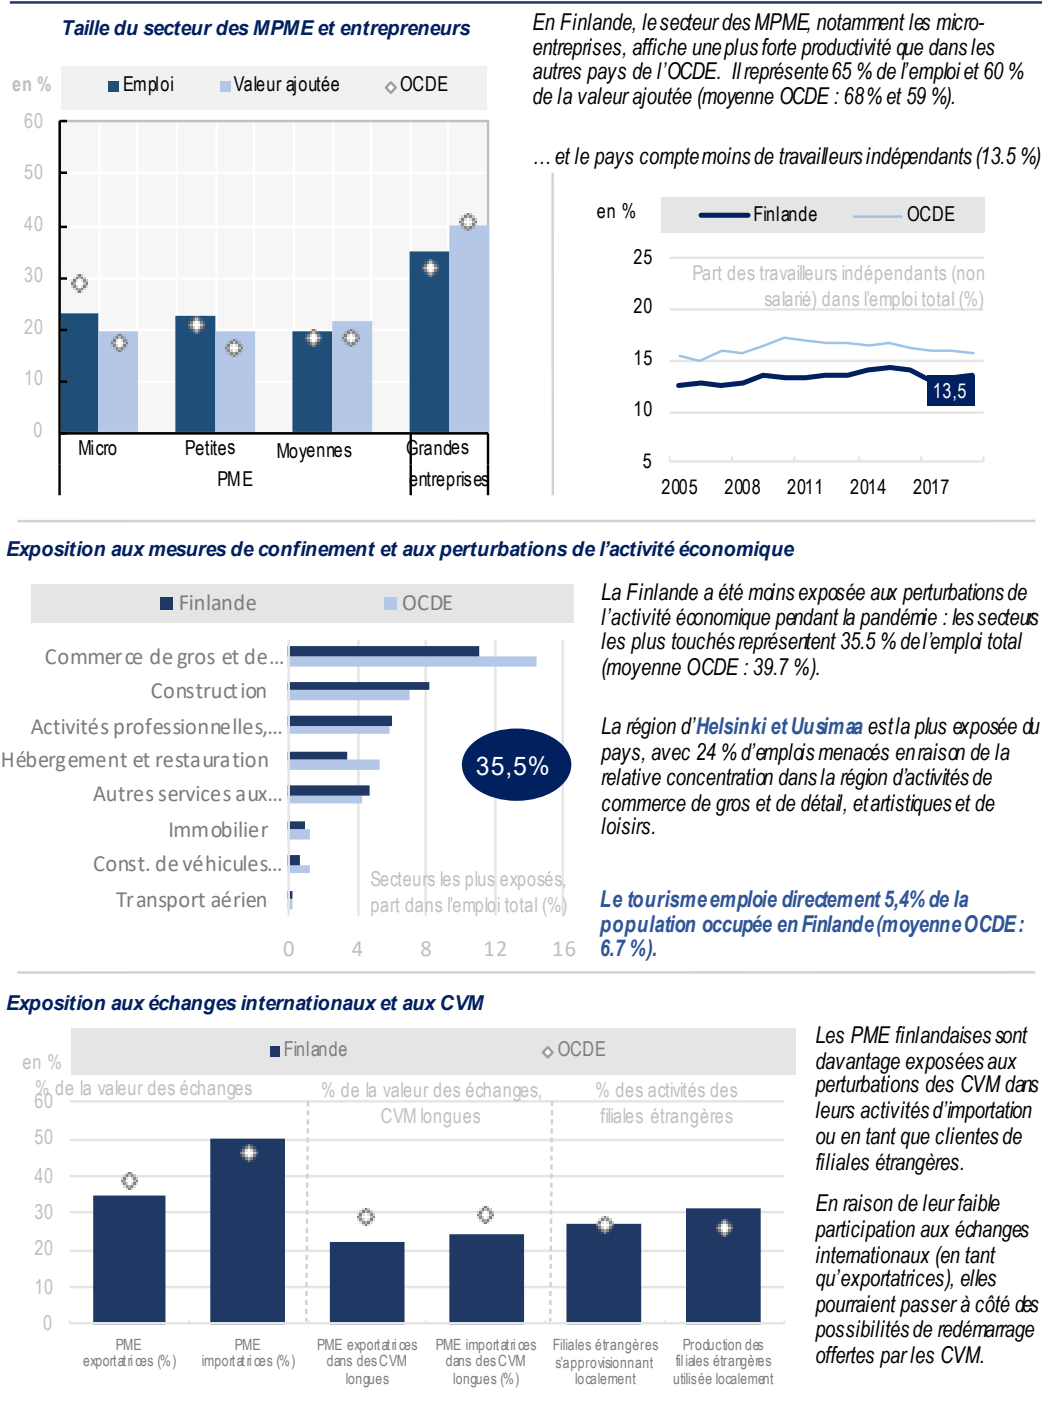 Taille du secteur des MPME et entrepreneurs
en %
Emploi
Valeur ajoutée
OCDE
60
50
40
30
20
10
0
Micro
Petites
Moyennes
Grandes
entreprises
PME
En Finlande, le secteur des MPME, notamment les micro-
entreprises, affiche une plus forte productivité que dans les
autres pays de l'OCDE. Il représente 65 % de l'emploi et 60 %
de la valeur ajoutée (moyenne OCDE : 68% et 59 %).
… et le pays compte moins de travailleurs indépendants (13.5 %)
en %
Finlande
OCDE
Part des travailleurs indépendants (non
salarié) dans l'emploi total (%)
25
20
15
10
5
13,5
2005
2008
2011
2014
2017
Exposition aux mesures de confinement et aux perturbations de l'activité économique
Finlande
OCDE
Commerce de gros et de...
Construction
Activités professionnelles,...
Hébergement et restauration
Autres services aux...
Immobilier
Const. de véhicules...
Transport aérien
35,5%
Secteurs les plus exposés,
part dans l'emploi total (%)
0
4
8
12
16
La Finlande a été moins exposée aux perturbations de
l'activité économique pendant la pandémie : les secteurs
les plus touchés représentent 35.5 % de l'emploi total
(moyenne OCDE : 39.7 %).
La région d'Helsinki et Uusimaa est la plus exposée du
pays, avec 24 % d'emplois menacés en raison de la
relative concentration dans la région d'activités de
commerce de gros et de détail, et artistiques et de
loisirs.
Le tourisme emploie directement 5,4% de la
population occupée en Finlande (moyenne OCDE :
6.7 %).
Exposition aux échanges internationaux et aux CVM
en %
Finlande
OCDE
% de la valeur des échanges
% de la valeur des échanges,
CVM longues
% des activités des
filiales étrangères
60
50
40
30
20
10
0
PME
exportatrices (%)
PME
importatrices (%)
PME exportatrices
dans des CVM
longues
PME importatrices
dans des CVM
longues (%)
Filiales étrangères
s'approvisionnant
localement
Production des
filiales étrangères
utilisée localement
Les PME finlandaises sont
davantage exposées aux
perturbations des CVM dans
leurs activités d'importation
ou en tant que clientes de
filiales étrangères.
En raison de leur faible
participation aux échanges
internationaux (en tant
qu'exportatrices), elles
pourraient passer à côté des
possibilités de redémarrage
offertes par les CVM.